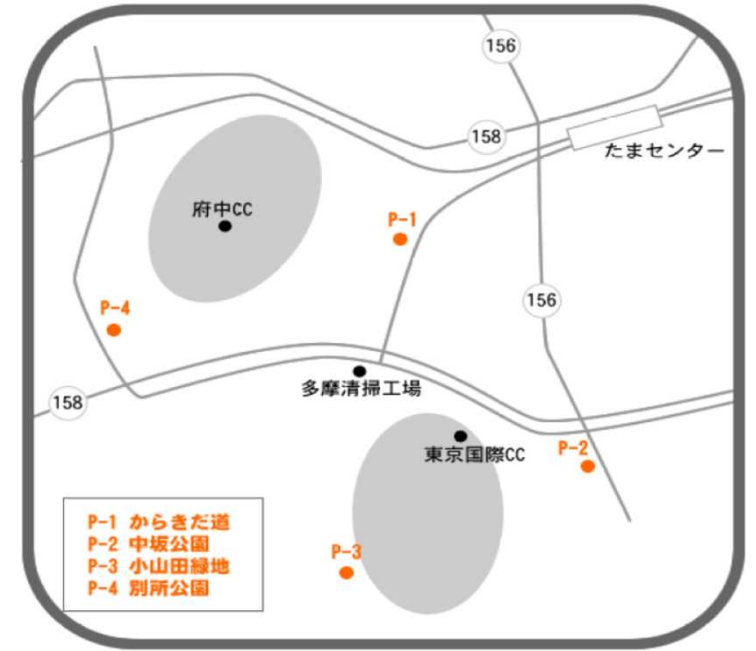 156
158
たまセンター
府中CC
P-1
156
P-4
多摩清掃工場
158
東京国際CC
P-2
P-3
P-1 からきだ道
P-2 中坂公園
P-3 小山田緑地
P-4 別所公園